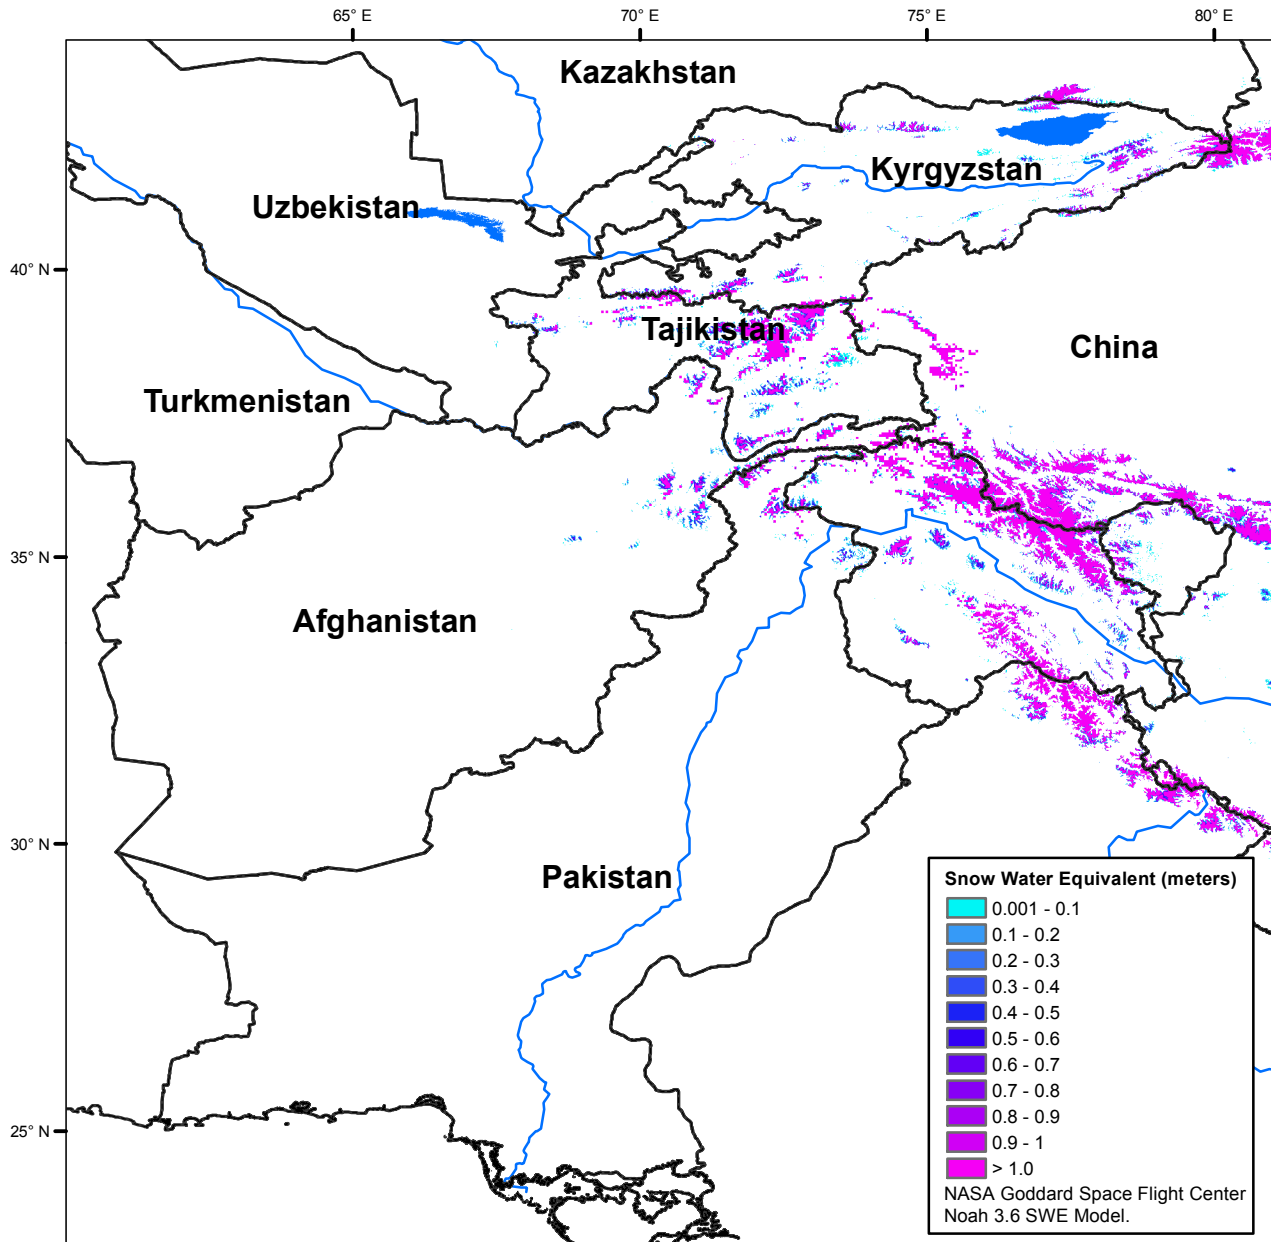 65° E
70° E
75° E
80° E
Kazakhstan
Kyrgyzstan
Uzbekistan
40° N
Tajikistan
China
Turkmenistan
35° N
Afghanistan
30° N
Pakistan
25° N
Snow Water Equivalent (meters)
0.001 - 0.1
0.1 - 0.2
0.2 - 0.3
0.3 - 0.4
0.4 - 0.5
0.5 - 0.6
0.6 - 0.7
0.7 - 0.8
0.8 - 0.9
0.9 - 1
> 1.0
NASA Goddard Space Flight Center
Noah 3.6 SWE Model.